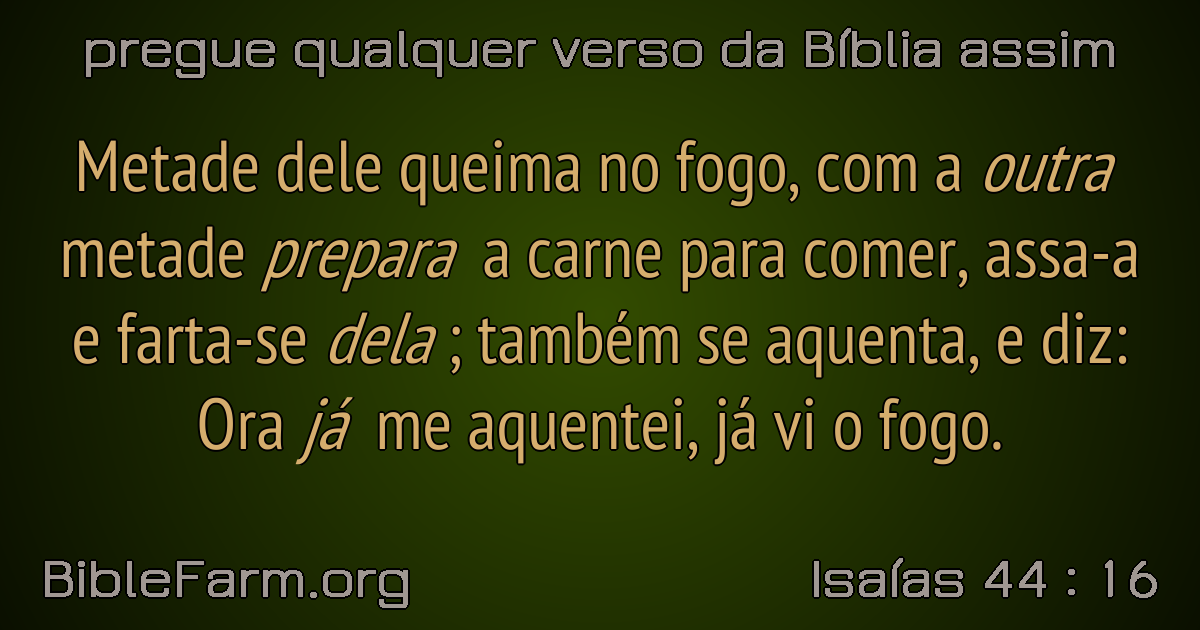 pregue qualquer verso da Bíblia assim
Metade dele queima no fogo, com a outra
metade prepara a carne para comer, assa-a
e farta-se dela ; também se aquenta, e diz:
Ora já me aquentei, já vi o fogo.
BibleFarm.org
Isaías 44 : 16